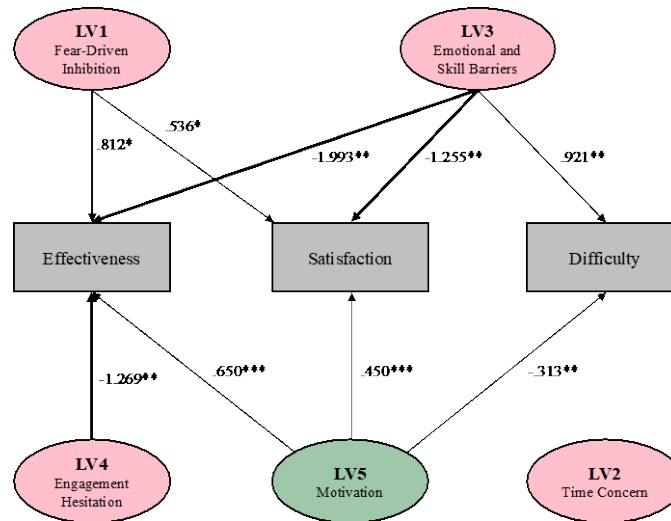 LV1
Fear-Driven
Inhibition
LV3
Emotional and
Skill Barriers
.812*
.536*
-1.993**
-1.255**
.921**
Effectiveness
Satisfaction
Difficulty
-1.269**
.650***
.450***
-.313**
LV4
Engagement
Hesitation
LV5
Motivation
LV2
Time Concern